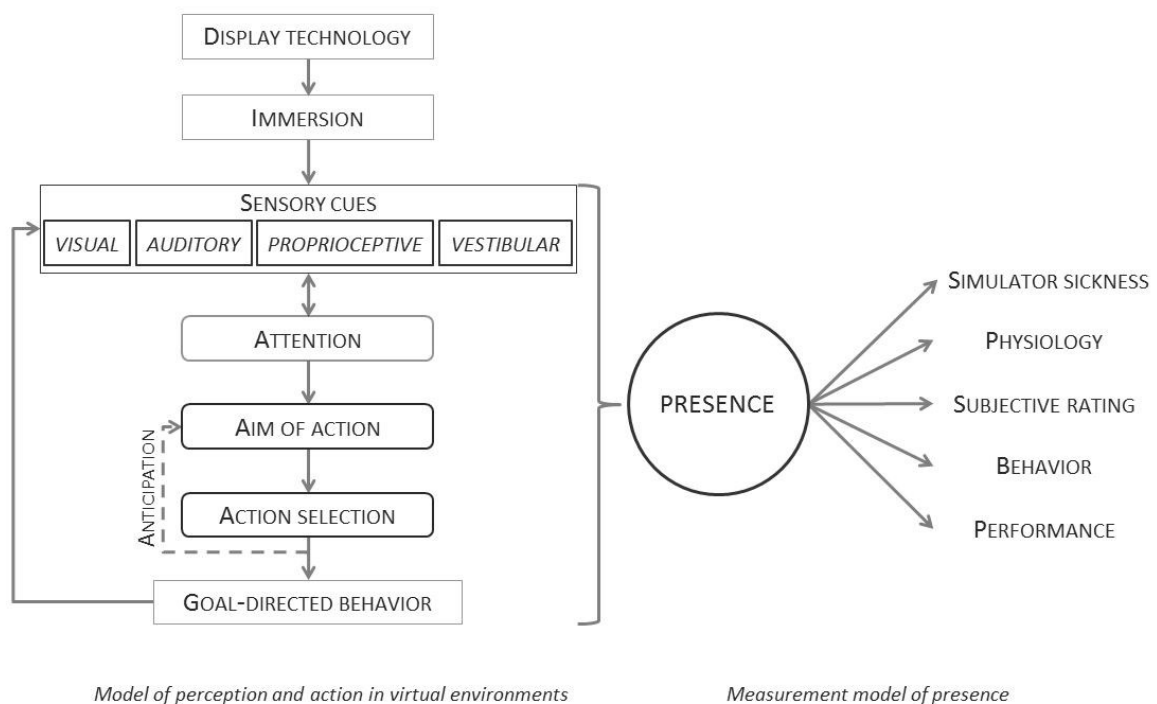 DISPLAY TECHNOLOGY
IMMERSION
SENSORY CUES
VISUAL
AUDITORY
PROPRIOCEPTIVE
VESTIBULAR
ATTENTION
AIM OF ACTION
ANTICIPATION
ACTION SELECTION
GOAL-DIRECTED BEHAVIOR
PRESENCE
SIMULATOR SICKNESS
PHYSIOLOGY
SUBJECTIVE RATING
BEHAVIOR
PERFORMANCE
Model of perception and action in virtual environments
Measurement model of presence